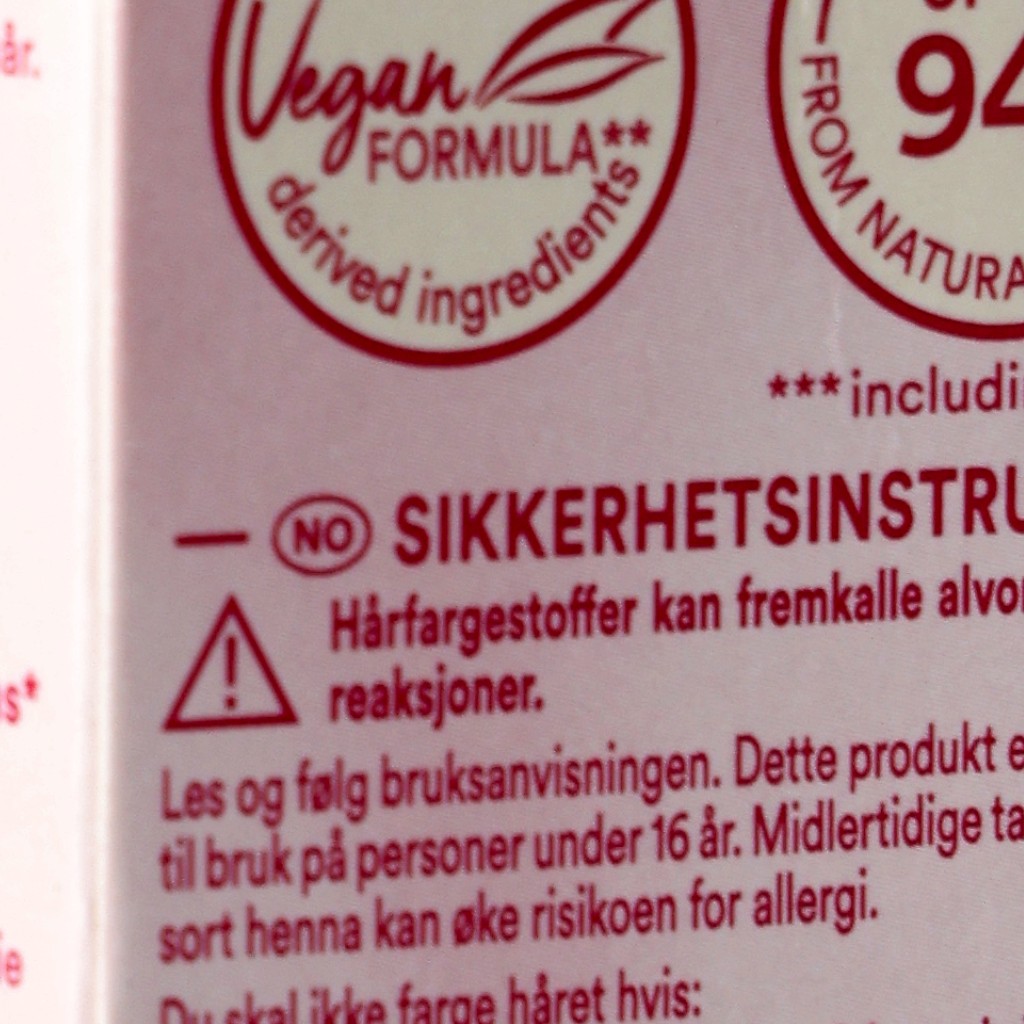 år.
Vegan
FORMULA**
derived ingredients
94
FROM NATURA
***includi
NO SIKKERHETSINSTRU
Hårfargestoffer kan fremkalle alvor
reaksjoner.
Les og følg bruksanvisningen. Dette produkt e
til bruk på personer under 16 år. Midlertidige ta
sort henna kan øke risikoen for allergi.
Du skal ikke farge håret hvis: